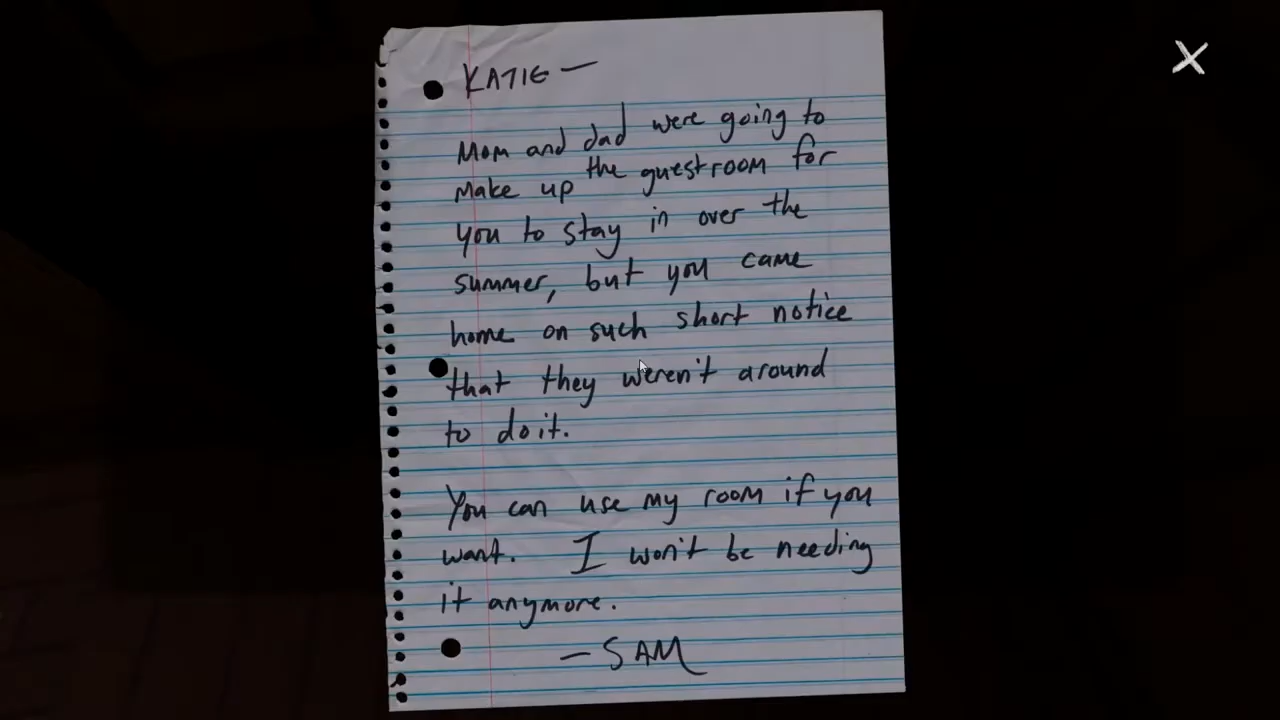 KATIE —
Mom and dad were going to
make up the guestroom for
you to stay in over the
summer, but you came
home on such short notice
that they weren't around
to do it.
You can use my room if you
want. I won't be needing
it anymore.
— SAM